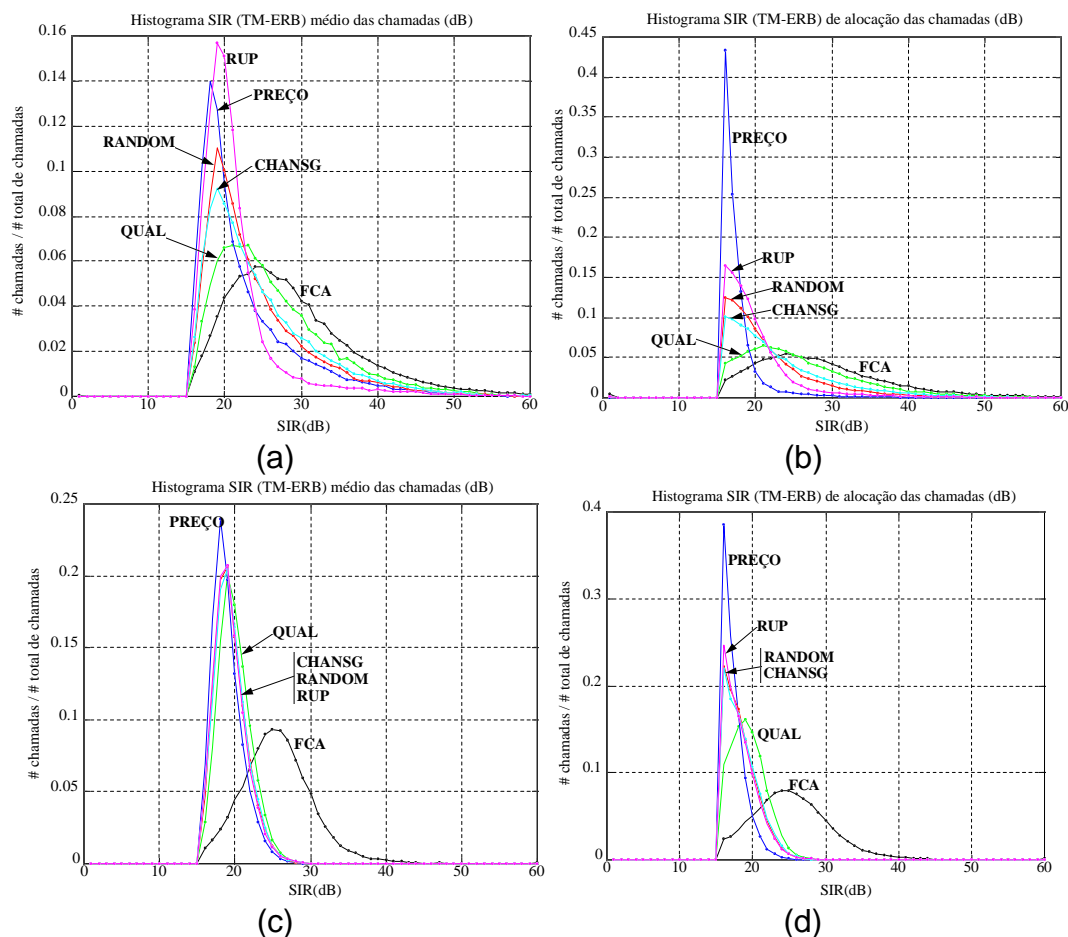 Histograma SIR (TM-ERB) médio das chamadas (dB)
0.16
0.14
0.12
0.1
0.08
0.06
0.04
0.02
0
# chamadas / # total de chamadas
RUP
PREÇO
RANDOM
CHANSG
QUAL
FCA
0 10 20 30 40 50 60
SIR(dB)
(a)
Histograma SIR (TM-ERB) de alocação das chamadas (dB)
0.45
0.4
0.35
0.3
0.25
0.2
0.15
0.1
0.05
0
# chamadas / # total de chamadas
PREÇO
RUP
RANDOM
CHANSG
QUAL
FCA
0 10 20 30 40 50 60
SIR(dB)
(b)
Histograma SIR (TM-ERB) médio das chamadas (dB)
0.25
0.2
0.15
0.1
0.05
0
# chamadas / # total de chamadas
PREÇO
QUAL
CHANSG
RANDOM
RUP
FCA
0 10 20 30 40 50 60
SIR(dB)
(c)
Histograma SIR (TM-ERB) de alocação das chamadas (dB)
0.4
0.3
0.2
0.1
0
# chamadas / # total de chamadas
PREÇO
RUP
RANDOM
CHANSG
QUAL
FCA
0 10 20 30 40 50 60
SIR(dB)
(d)